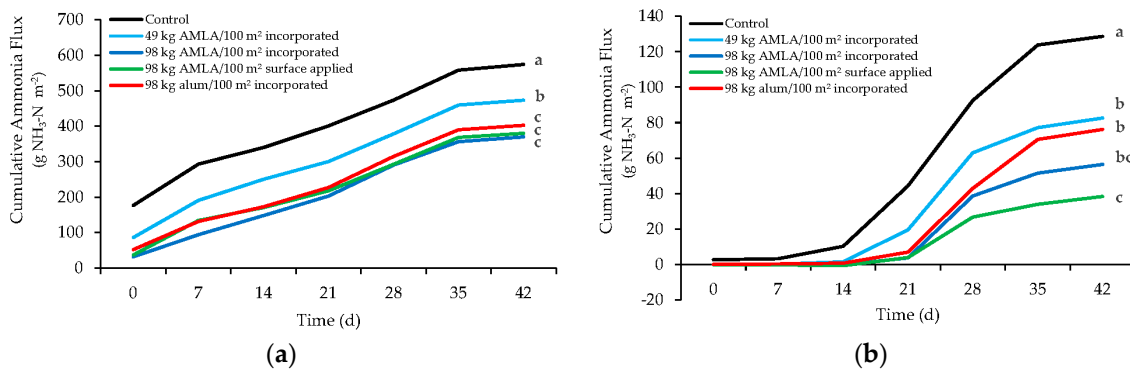 Cumulative Ammonia Flux
(g NH₃-N m⁻²)
700
600
500
400
300
200
100
0
Control
49 kg AMLA/100 m² incorporated
98 kg AMLA/100 m² incorporated
98 kg AMLA/100 m² surface applied
98 kg alum/100 m² incorporated
a
b
c
c
c
0 7 14 21 28 35 42
Time (d)
(a)
Cumulative Ammonia Flux
(g NH₃-N m⁻²)
140
120
100
80
60
40
20
0
-20
Control
49 kg AMLA/100 m² incorporated
98 kg AMLA/100 m² incorporated
98 kg AMLA/100 m² surface applied
98 kg alum/100 m² incorporated
a
b
b
bc
c
0 7 14 21 28 35 42
Time (d)
(b)